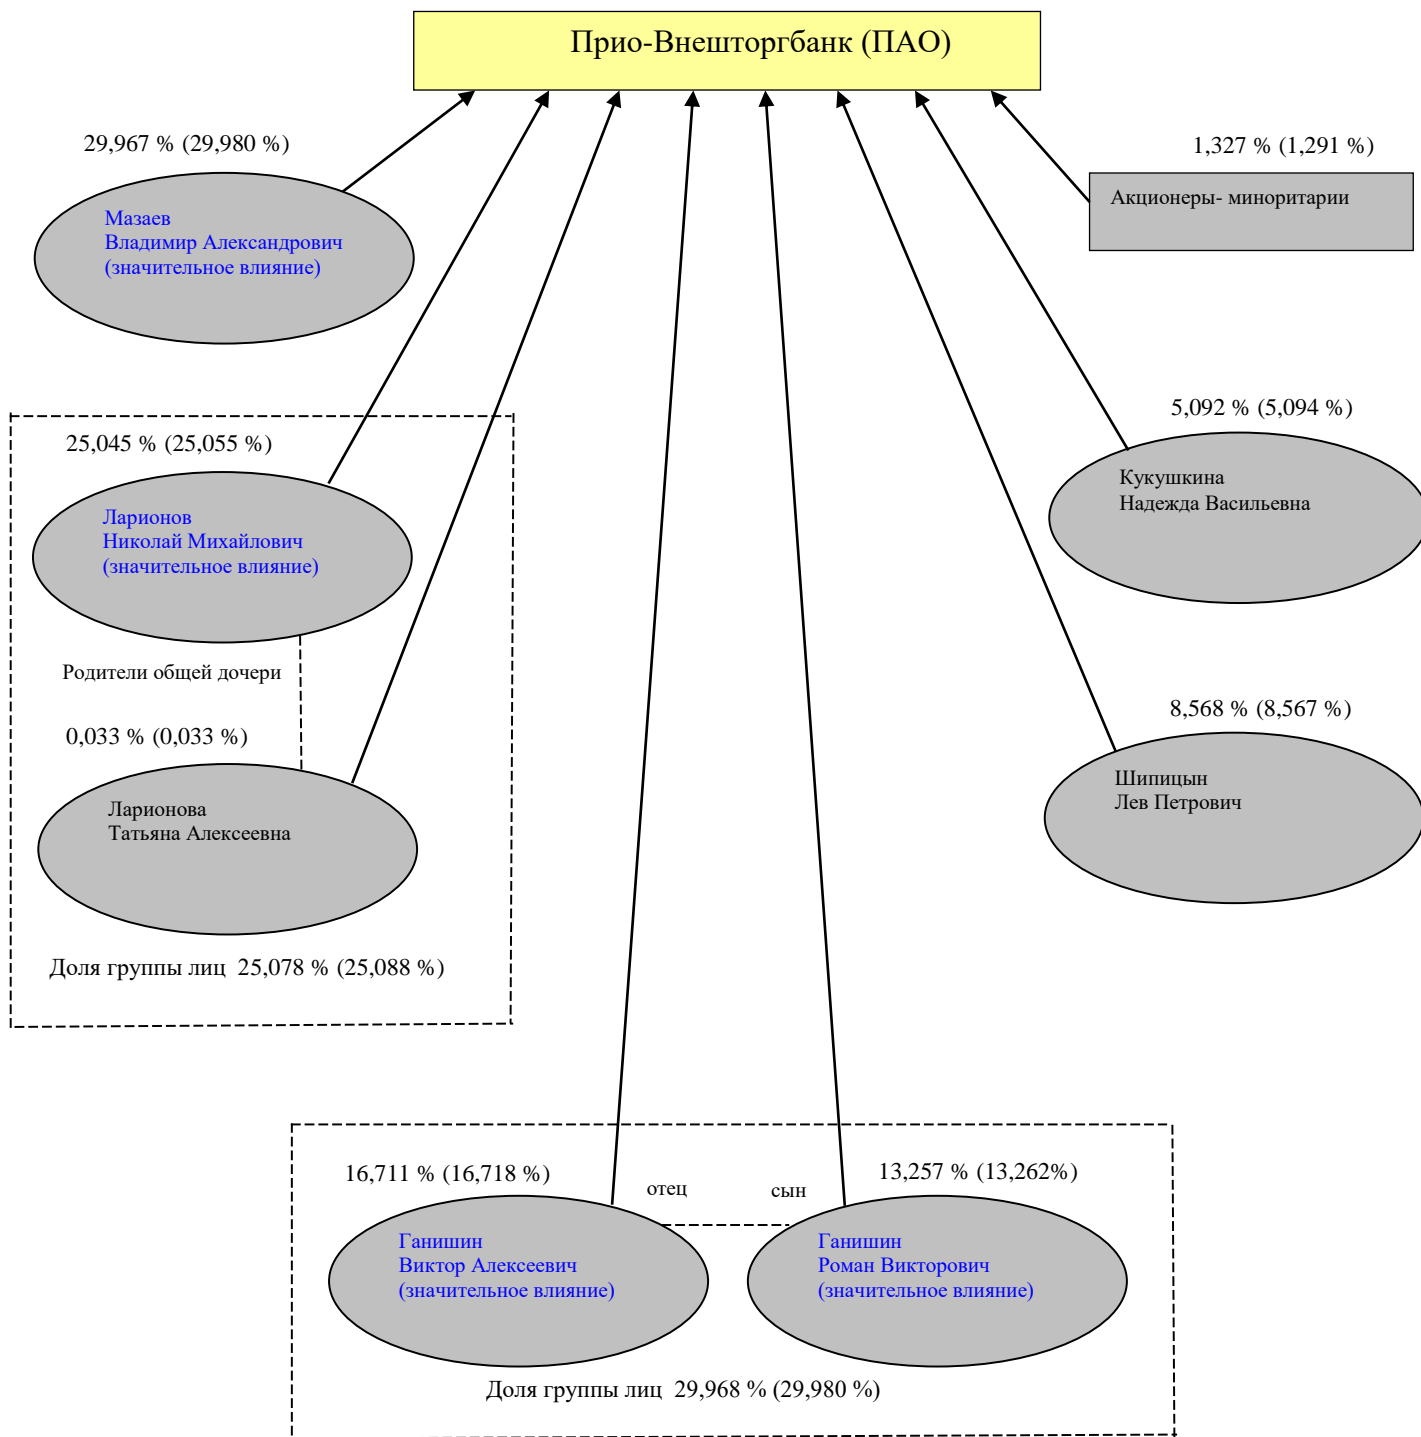 Прио-Внешторгбанк (ПАО)
29,967 % (29,980 %)
Мазаев
Владимир Александрович
(значительное влияние)
1,327 % (1,291 %)
Акционеры- миноритарии
25,045 % (25,055 %)
Ларионов
Николай Михайлович
(значительное влияние)
Родители общей дочери
0,033 % (0,033 %)
Ларионова
Татьяна Алексеевна
Доля группы лиц  25,078 % (25,088 %)
5,092 % (5,094 %)
Кукушкина
Надежда Васильевна
8,568 % (8,567 %)
Шипицын
Лев Петрович
16,711 % (16,718 %)
отец
сын
13,257 % (13,262%)
Ганишин
Виктор Алексеевич
(значительное влияние)
Ганишин
Роман Викторович
(значительное влияние)
Доля группы лиц  29,968 % (29,980 %)